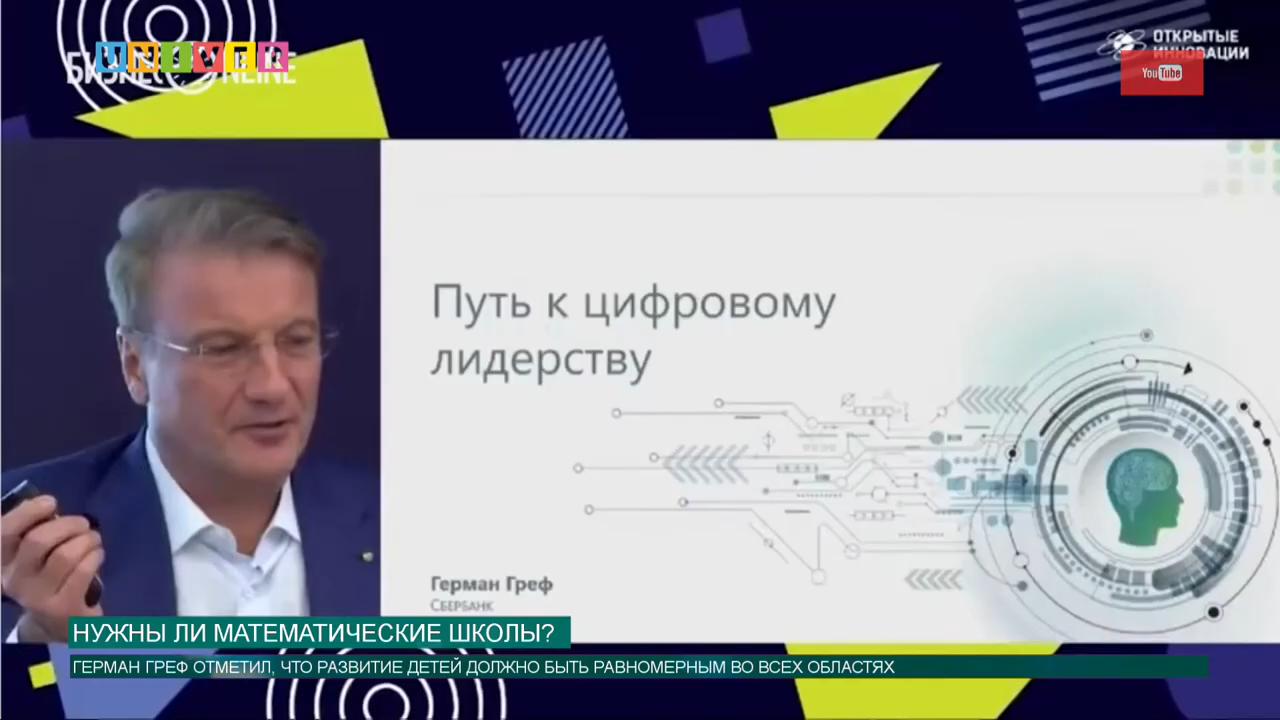 UNIVER
БИЗНЕС ONLINE
ОТКРЫТЫЕ
ИННОВАЦИИ
YouTube
Путь к цифровому
лидерству
Герман Греф
СБЕРБАНК
НУЖНЫ ЛИ МАТЕМАТИЧЕСКИЕ ШКОЛЫ?
ГЕРМАН ГРЕФ ОТМЕТИЛ, ЧТО РАЗВИТИЕ ДЕТЕЙ ДОЛЖНО БЫТЬ РАВНОМЕРНЫМ ВО ВСЕХ ОБЛАСТЯХ